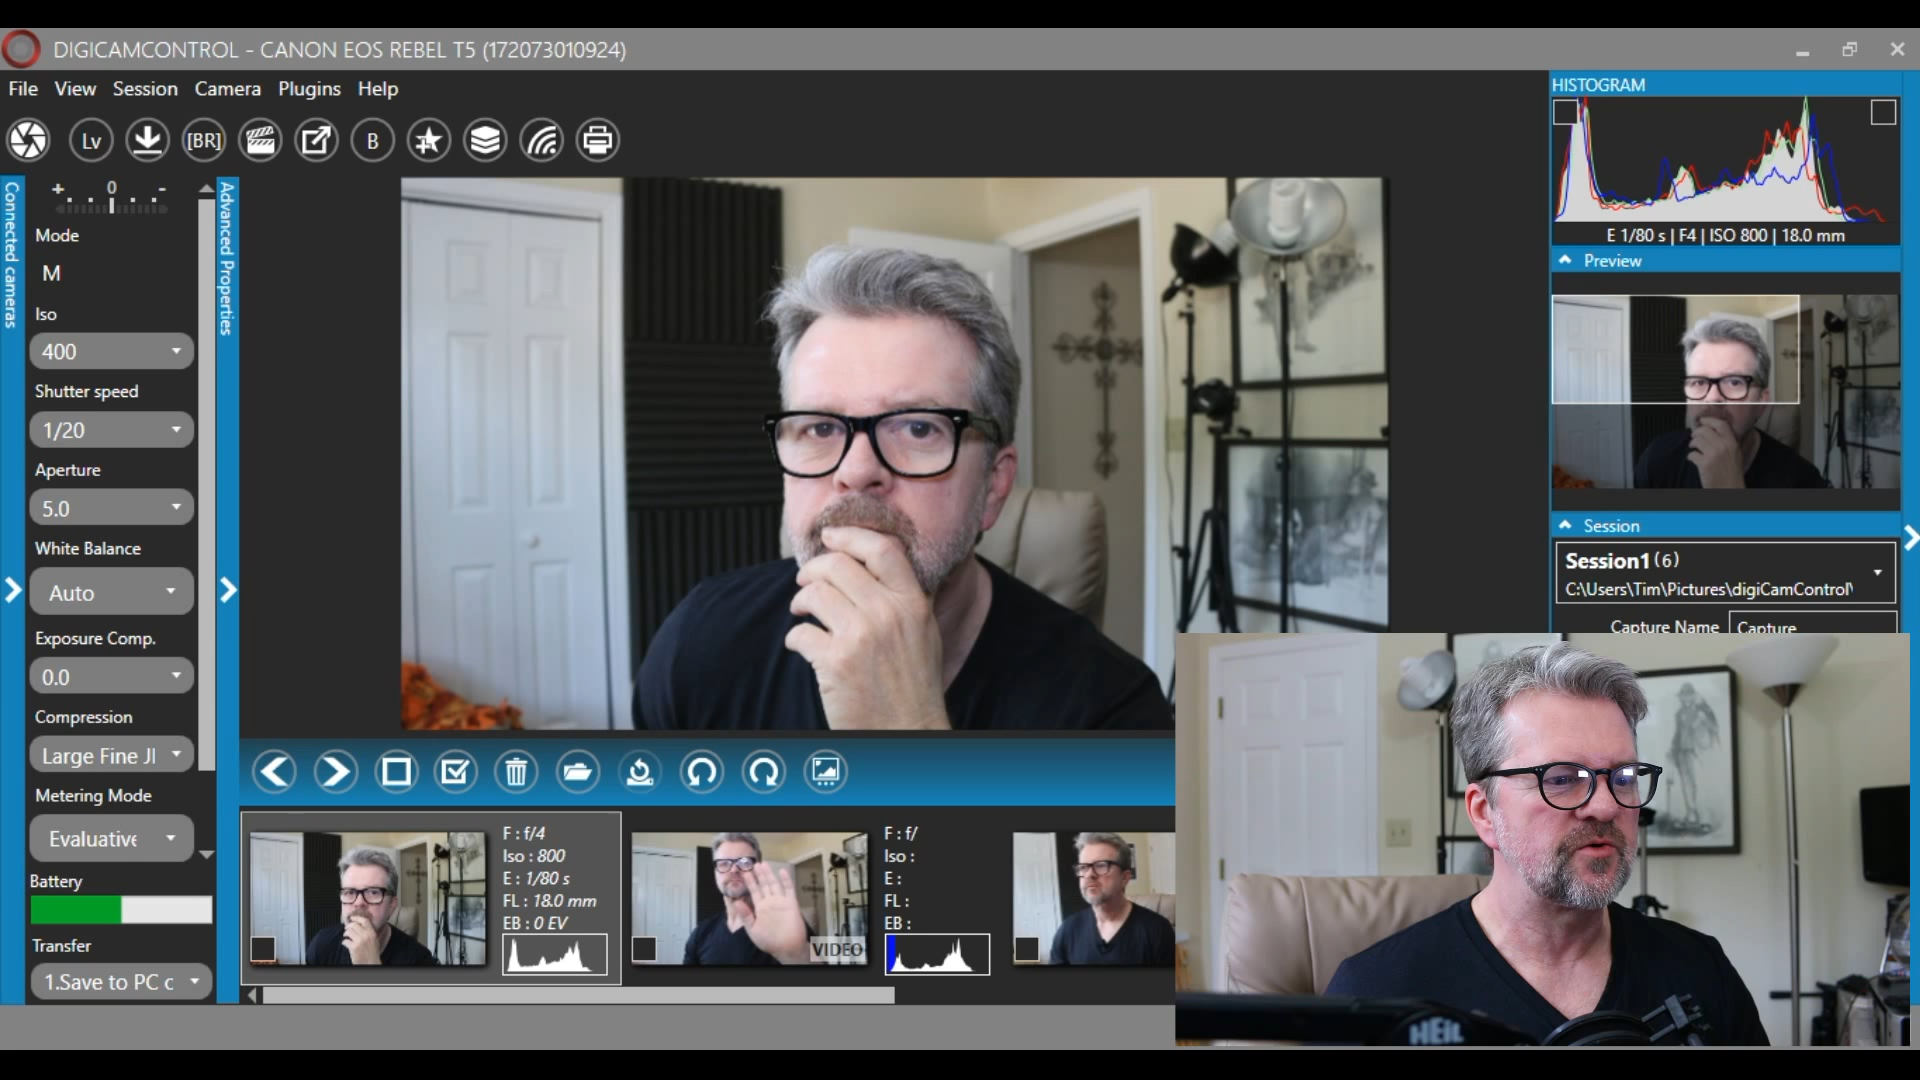 DIGICAMCONTROL - CANON EOS REBEL T5 (172073010924)
File View Session Camera Plugins Help
Lv [BR] B
Connected cameras
+ 0 -
Mode
M
Iso
400
Shutter speed
1/20
Aperture
5.0
White Balance
Auto
Exposure Comp.
0.0
Compression
Large Fine JI
Metering Mode
Evaluative
Battery
Transfer
1.Save to PC c
Advanced Properties
F : f/4
Iso : 800
E : 1/80 s
FL : 18.0 mm
EB : 0 EV
VIDEO
F : f/
Iso :
E :
FL :
EB :
HISTOGRAM
E 1/80 s | F4 | ISO 800 | 18.0 mm
Preview
Session
Session1 (6)
C:\Users\Tim\Pictures\digiCamControl\
Capture Name Capture
HEIL